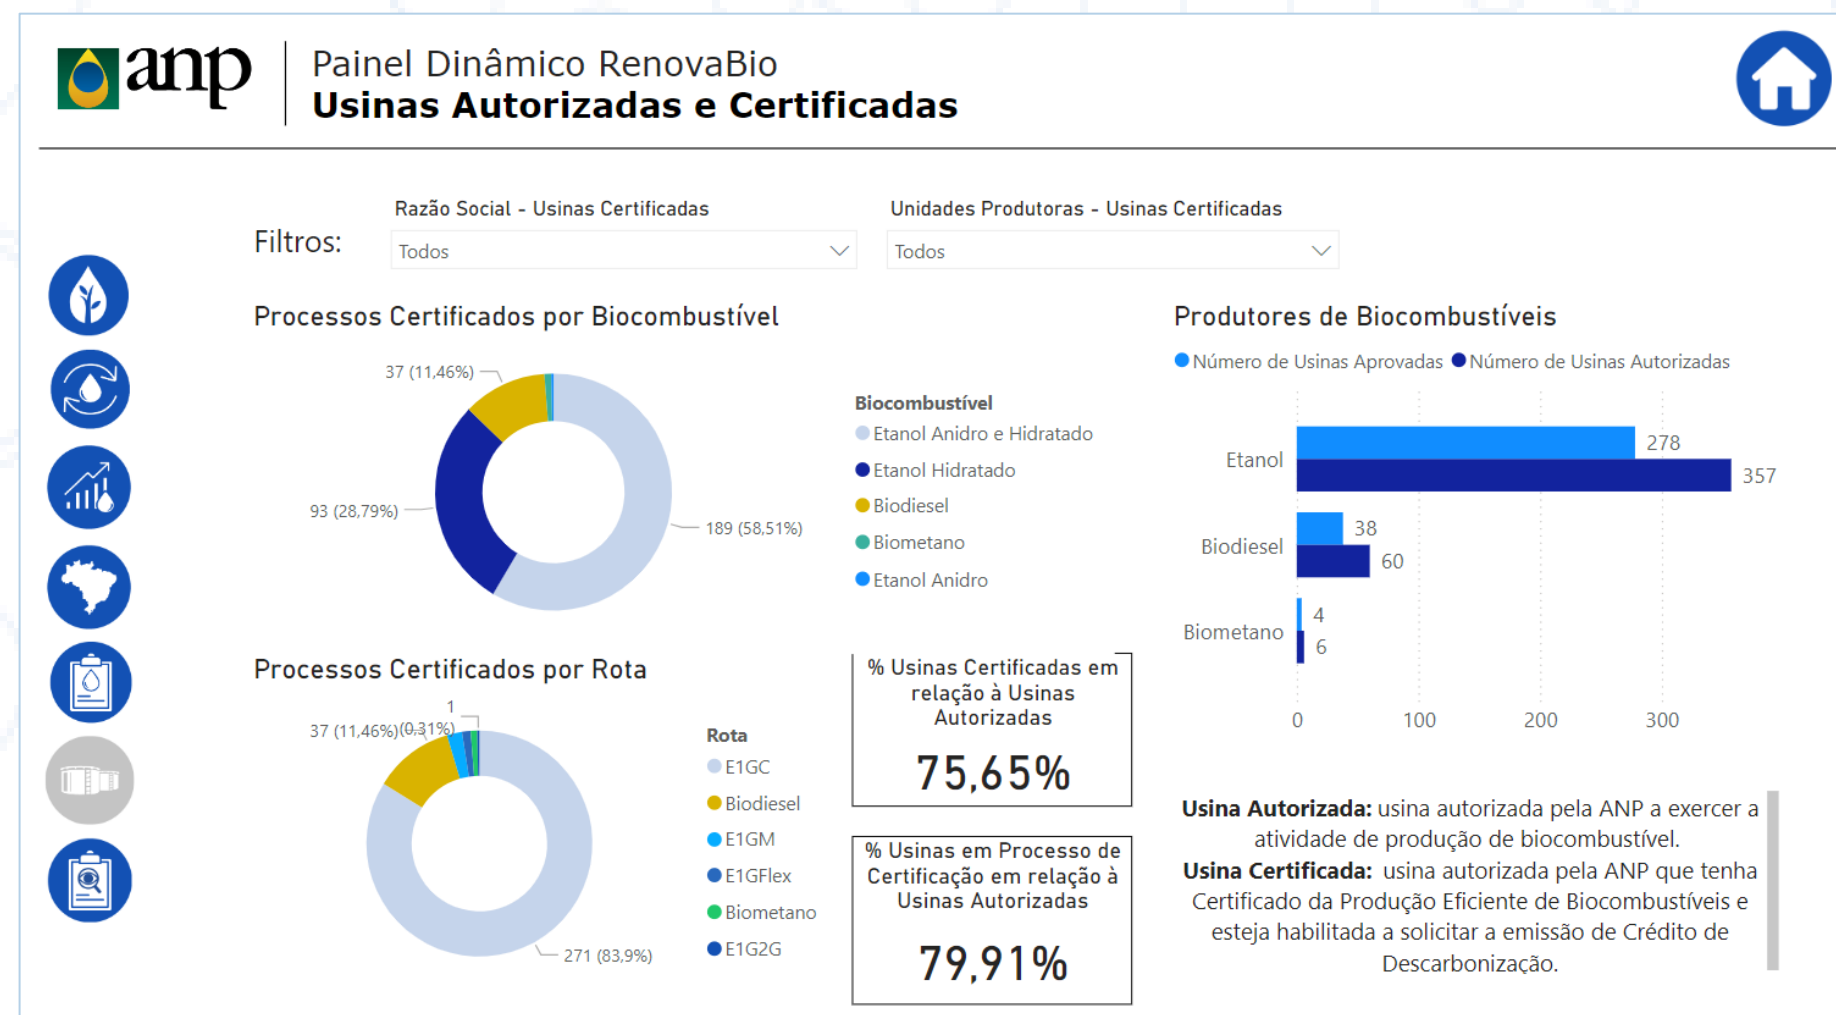 anp
Painel Dinâmico RenovaBio
Usinas Autorizadas e Certificadas
Filtros:
Razão Social - Usinas Certificadas
Todos
Unidades Produtoras - Usinas Certificadas
Todos
Processos Certificados por Biocombustível
37 (11,46%)
93 (28,79%)
189 (58,51%)
Biocombustível
Etanol Anidro e Hidratado
Etanol Hidratado
Biodiesel
Biometano
Etanol Anidro
Produtores de Biocombustíveis
Número de Usinas Aprovadas Número de Usinas Autorizadas
Etanol
278
357
Biodiesel
38
60
Biometano
4
6
0 100 200 300
Processos Certificados por Rota
1
(0,31%)
37 (11,46%)
271 (83,9%)
Rota
E1GC
Biodiesel
E1GM
E1GFlex
Biometano
E1G2G
% Usinas Certificadas em
relação à Usinas
Autorizadas
75,65%
% Usinas em Processo de
Certificação em relação à
Usinas Autorizadas
79,91%
Usina Autorizada: usina autorizada pela ANP a exercer a
atividade de produção de biocombustível.
Usina Certificada: usina autorizada pela ANP que tenha
Certificado da Produção Eficiente de Biocombustíveis e
esteja habilitada a solicitar a emissão de Crédito de
Descarbonização.